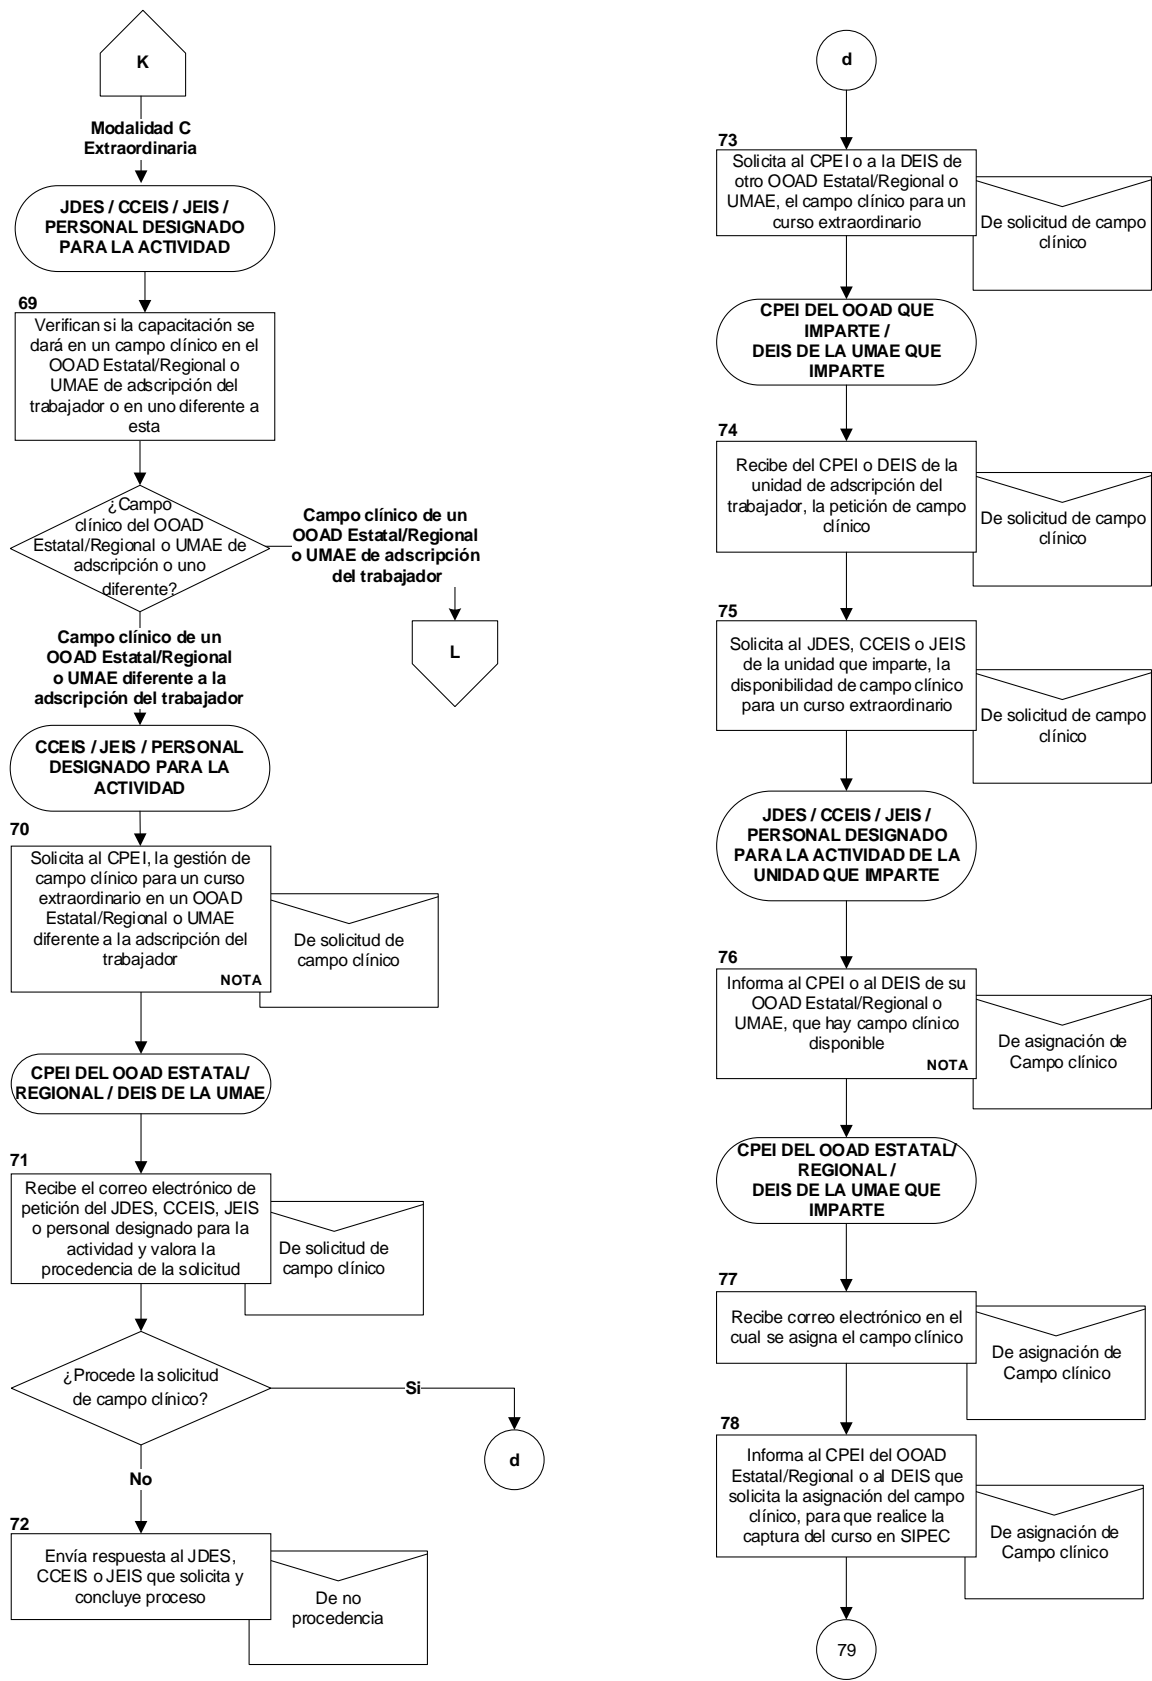 K
Modalidad C
Extraordinaria
JDES / CCEIS / JEIS /
PERSONAL DESIGNADO
PARA LA ACTIVIDAD
69
Verifican si la capacitación se
dará en un campo clínico en el
OOAD Estatal/Regional o
UMAE de adscripción del
trabajador o en uno diferente a
esta
¿Campo
clínico del OOAD
Estatal/Regional o UMAE de
adscripción o uno
diferente?
Campo clínico de un
OOAD Estatal/Regional
o UMAE de adscripción
del trabajador
L
Campo clínico de un
OOAD Estatal/Regional
o UMAE diferente a la
adscripción del trabajador
CCEIS / JEIS / PERSONAL
DESIGNADO PARA LA
ACTIVIDAD
70
Solicita al CPEI, la gestión de
campo clínico para un curso
extraordinario en un OOAD
Estatal/Regional o UMAE
diferente a la adscripción del
trabajador
NOTA
De solicitud de
campo clínico
CPEI DEL OOAD ESTATAL/
REGIONAL / DEIS DE LA UMAE
71
Recibe el correo electrónico de
petición del JDES, CCEIS, JEIS
o personal designado para la
actividad y valora la
procedencia de la solicitud
De solicitud de
campo clínico
¿Procede la solicitud
de campo clínico?
Si
d
No
72
Envía respuesta al JDES,
CCEIS o JEIS que solicita y
concluye proceso
De no
procedencia
d
73
Solicita al CPEI o a la DEIS de
otro OOAD Estatal/Regional o
UMAE, el campo clínico para un
curso extraordinario
De solicitud de campo
clínico
CPEI DEL OOAD QUE
IMPARTE /
DEIS DE LA UMAE QUE
IMPARTE
74
Recibe del CPEI o DEIS de la
unidad de adscripción del
trabajador, la petición de campo
clínico
De solicitud de campo
clínico
75
Solicita al JDES, CCEIS o JEIS
de la unidad que imparte, la
disponibilidad de campo clínico
para un curso extraordinario
De solicitud de campo
clínico
JDES / CCEIS / JEIS /
PERSONAL DESIGNADO
PARA LA ACTIVIDAD DE LA
UNIDAD QUE IMPARTE
76
Informa al CPEI o al DEIS de su
OOAD Estatal/Regional o
UMAE, que hay campo clínico
disponible
NOTA
De asignación de
Campo clínico
CPEI DEL OOAD ESTATAL/
REGIONAL /
DEIS DE LA UMAE QUE
IMPARTE
77
Recibe correo electrónico en el
cual se asigna el campo clínico
De asignación de
Campo clínico
78
Informa al CPEI del OOAD
Estatal/Regional o al DEIS que
solicita la asignación del campo
clínico, para que realice la
captura del curso en SIPEC
De asignación de
Campo clínico
79